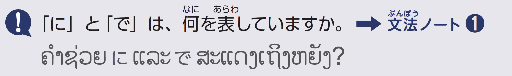 「に」と「で」は、何を表していますか。➡文法ノート❶
ຄຳຊ່ວຍ に ແລະ で ສະແດງເຖິງຫຍັງ?